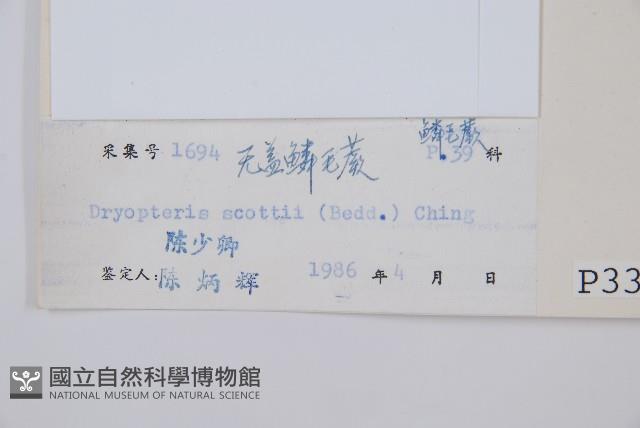 鳞毛蕨
采集号 1694 无盖鳞毛蕨 P.39 科
Dryopteris scottii (Bedd.) Ching
陈少卿
鉴定人: 陈炳辉 1986 年 4 月 日
P33
國立自然科學博物館
NATIONAL MUSEUM OF NATURAL SCIENCE